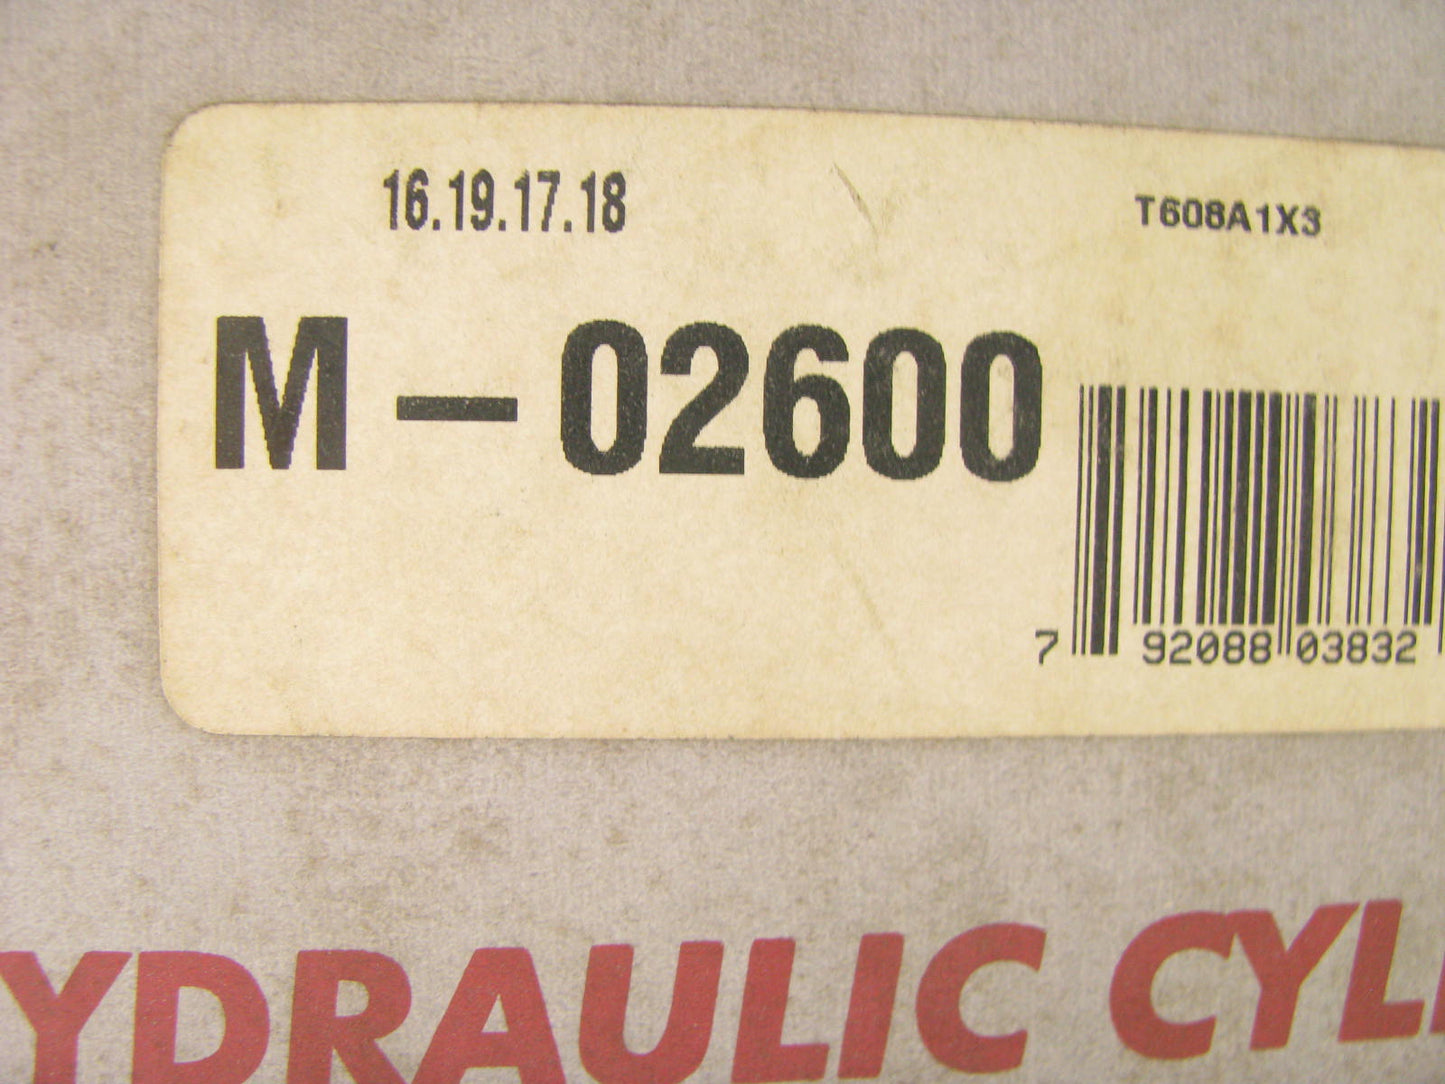 16.19.17.18
T608A1X3
M-02600
7 92088 03832
YDRAULIC CYL